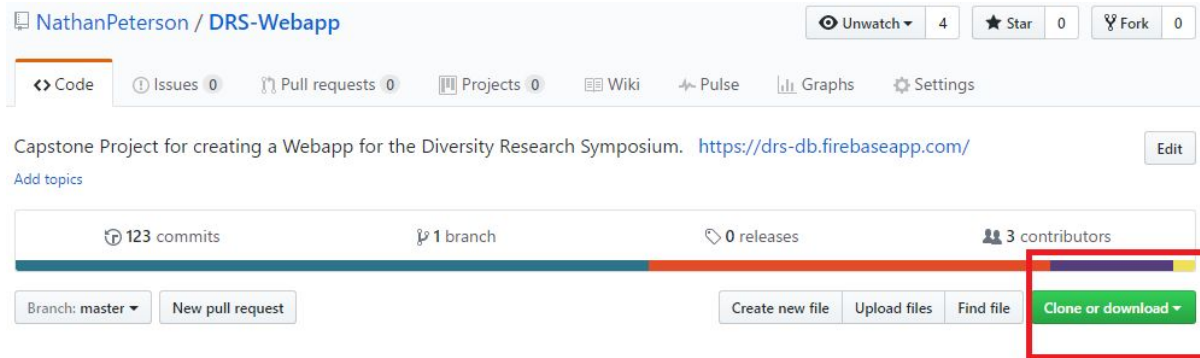 NathanPeterson / DRS-Webapp Unwatch 4 Star 0 Fork 0
Code Issues 0 Pull requests 0 Projects 0 Wiki Pulse Graphs Settings
Capstone Project for creating a Webapp for the Diversity Research Symposium. https://drs-db.firebaseapp.com/ Edit
Add topics
123 commits 1 branch 0 releases 3 contributors
Branch: master New pull request Create new file Upload files Find file Clone or download